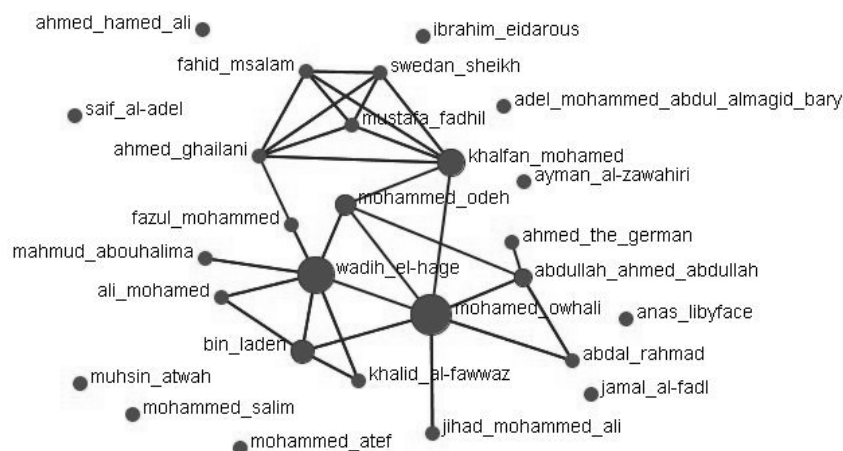 ahmed_hamed_ali
ibrahim_eidarous
fahid_msalam
swedan_sheikh
saif_al-adel
adel_mohammed_abdul_almagid_bary
mustafa_fadhil
ahmed_ghailani
khalfan_mohamed
ayman_al-zawahiri
mohammed_odeh
fazul_mohammed
ahmed_the_german
mahmud_abouhalima
wadih_el-hage
abdullah_ahmed_abdullah
ali_mohamed
mohamed_owhali
anas_libyface
bin_laden
abdal_rahmad
khalid_al-fawwaz
muhsin_atwah
jamal_al-fadl
mohammed_salim
jihad_mohammed_ali
mohammed_atef